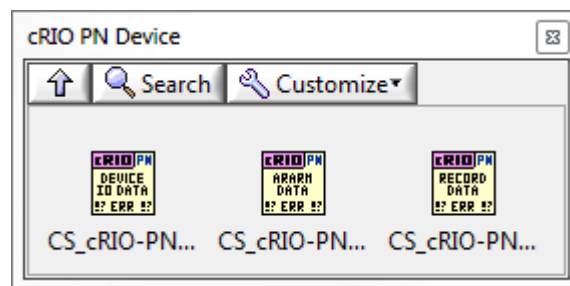 cRIO PN Device
Search Customize
cRIO PN cRIO PN cRIO PN
DEVICE ARARM RECORD
IO DATA DATA DATA
!? ERR !? !? ERR !? !? ERR !?
CS_cRIO-PN... CS_cRIO-PN... CS_cRIO-PN...